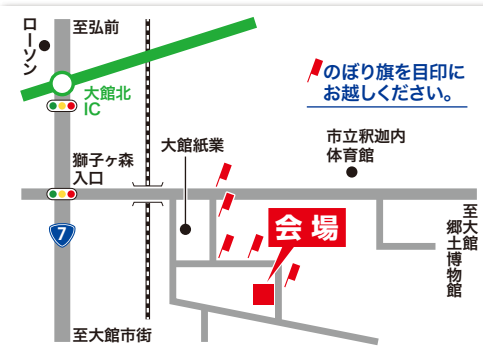 ローソン
至弘前
大館北
IC
のぼり旗を目印に
お越しください。
獅子ヶ森
入口
大館紙業
市立釈迦内
体育館
7
会場
至大館
郷土博物館
至大館市街